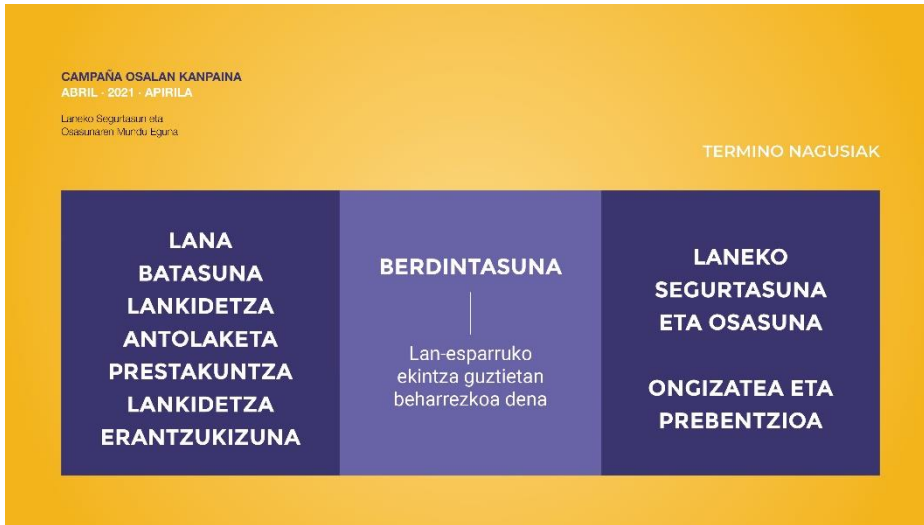 CAMPAÑA OSALAN KANPAINA
ABRIL · 2021 · APIRILA
Laneko Segurtasun eta
Osasunaren Mundu Eguna
TERMINO NAGUSIAK
LANA
BATASUNA
LANKIDETZA
ANTOLAKETA
PRESTAKUNTZA
LANKIDETZA
ERANTZUKIZUNA
BERDINTASUNA
Lan-esparruko
ekintza guztietan
beharrezkoa dena
LANEKO
SEGURTASUNA
ETA OSASUNA
ONGIZATEA ETA
PREBENTZIOA